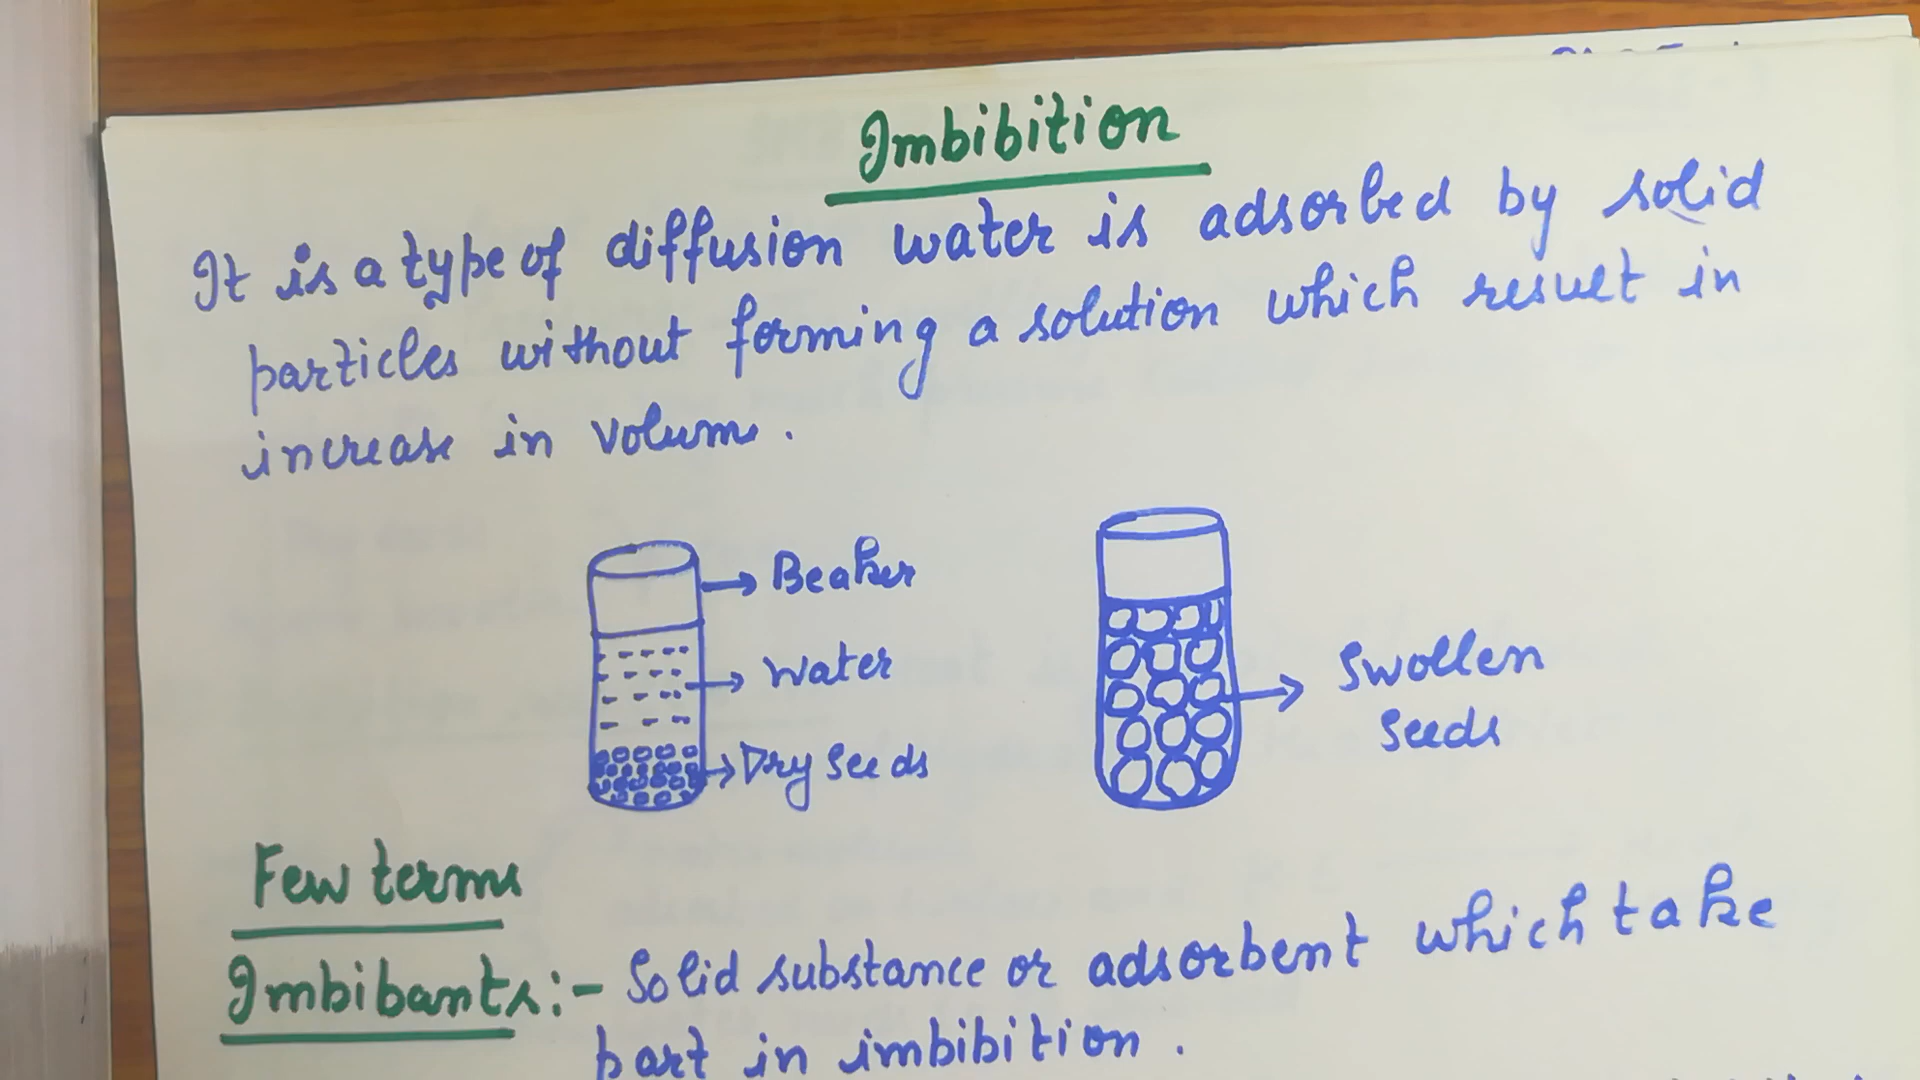 Imbibition
It is a type of diffusion water is adsorbed by solid
particles without forming a solution which result in
increase in volume.
Beaker
Water
Dry seeds
Swollen
seeds
Few terms
Imbibants:- Solid substance or adsorbent which take
part in imbibition.